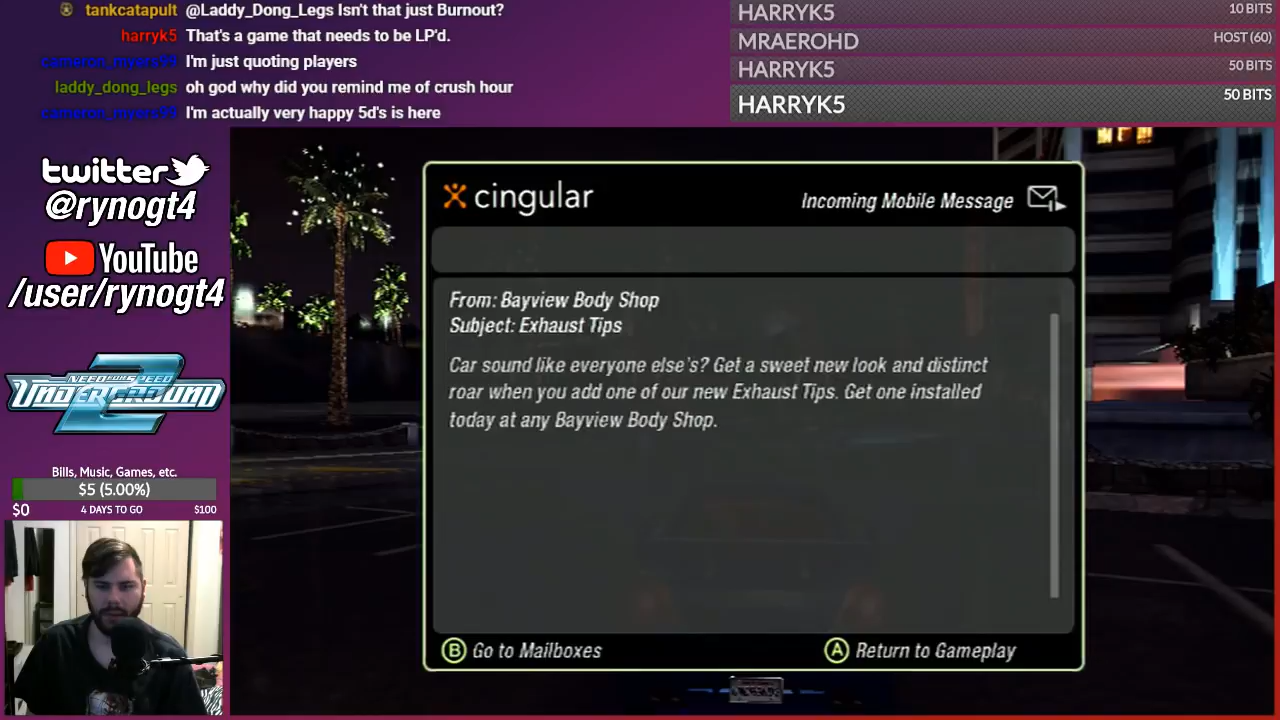 tankcatapult @Laddy_Dong_Legs Isn't that just Burnout?
harryk5 That's a game that needs to be LP'd.
cameron_myers99 I'm just quoting players
laddy_dong_legs oh god why did you remind me of crush hour
cameron_myers99 I'm actually very happy 5d's is here
HARRYK5 10 BITS
MRAEROHD HOST (60)
HARRYK5 50 BITS
HARRYK5 50 BITS
twitter
@rynogt4
YouTube
/user/rynogt4
NEED FOR SPEED
UNDERGROUND
2
Bills, Music, Games, etc.
$5 (5.00%)
$0 4 DAYS TO GO $100
cingular
Incoming Mobile Message
From: Bayview Body Shop
Subject: Exhaust Tips
Car sound like everyone else's? Get a sweet new look and distinct
roar when you add one of our new Exhaust Tips. Get one installed
today at any Bayview Body Shop.
B Go to Mailboxes
A Return to Gameplay